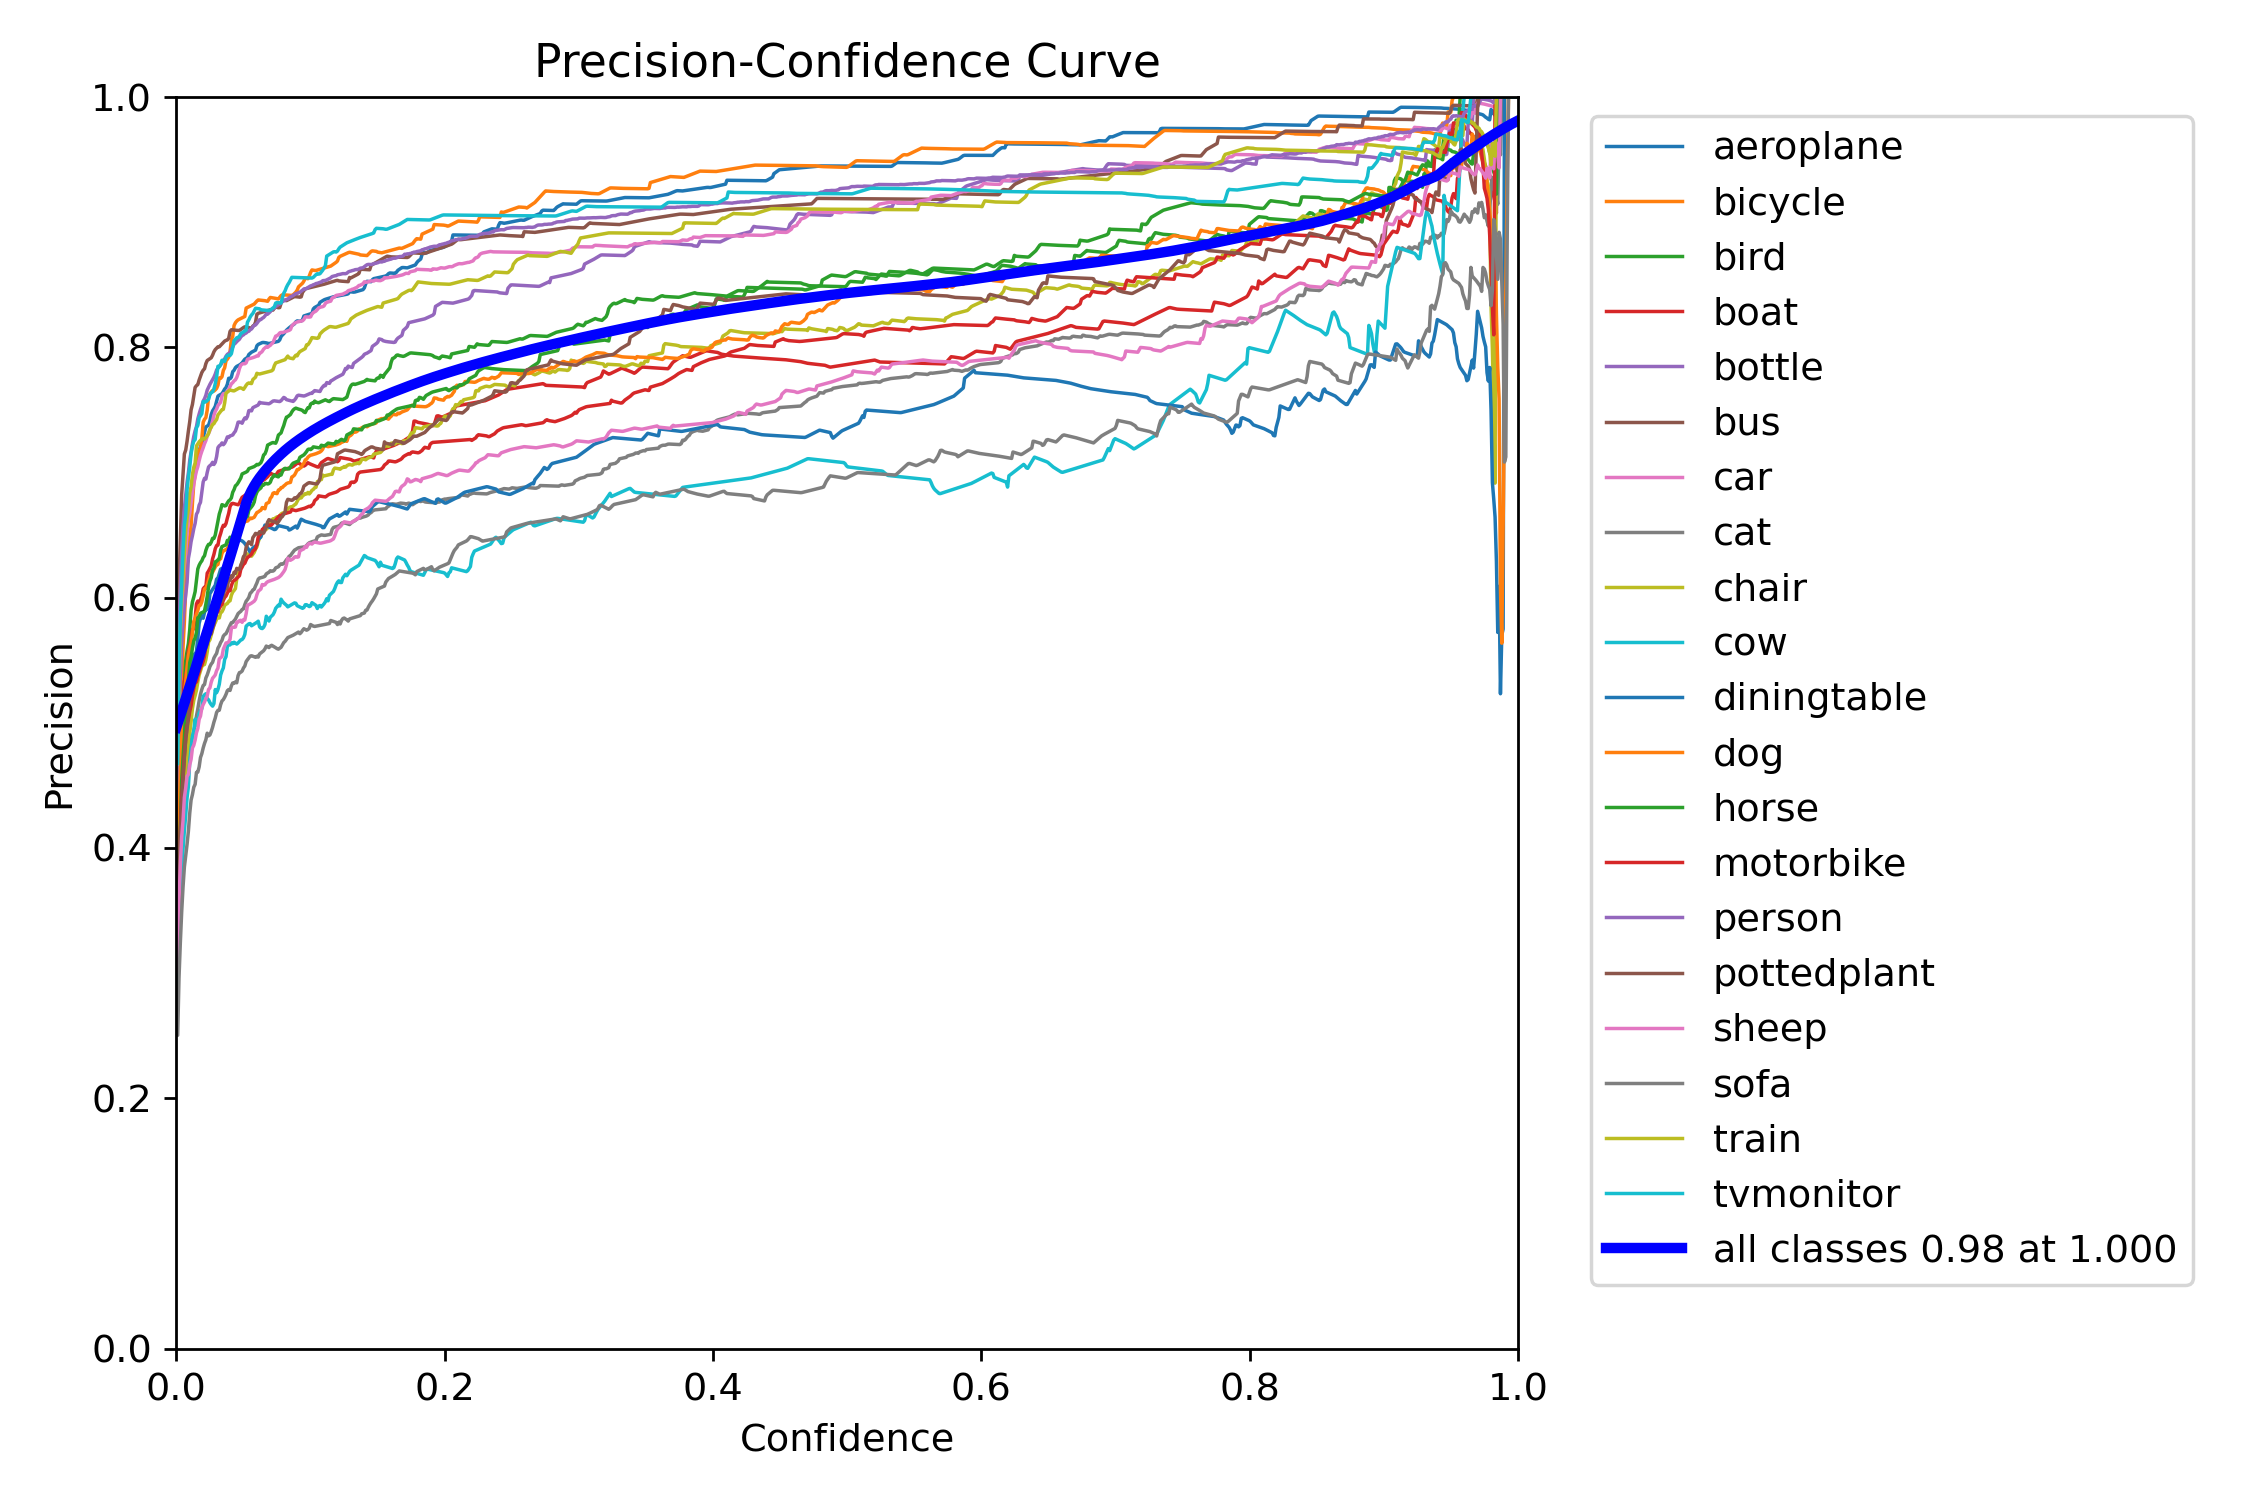 Precision-Confidence Curve
1.0
0.8
0.6
0.4
0.2
0.0
Precision
0.0 0.2 0.4 0.6 0.8 1.0
Confidence
aeroplane
bicycle
bird
boat
bottle
bus
car
cat
chair
cow
diningtable
dog
horse
motorbike
person
pottedplant
sheep
sofa
train
tvmonitor
all classes 0.98 at 1.000